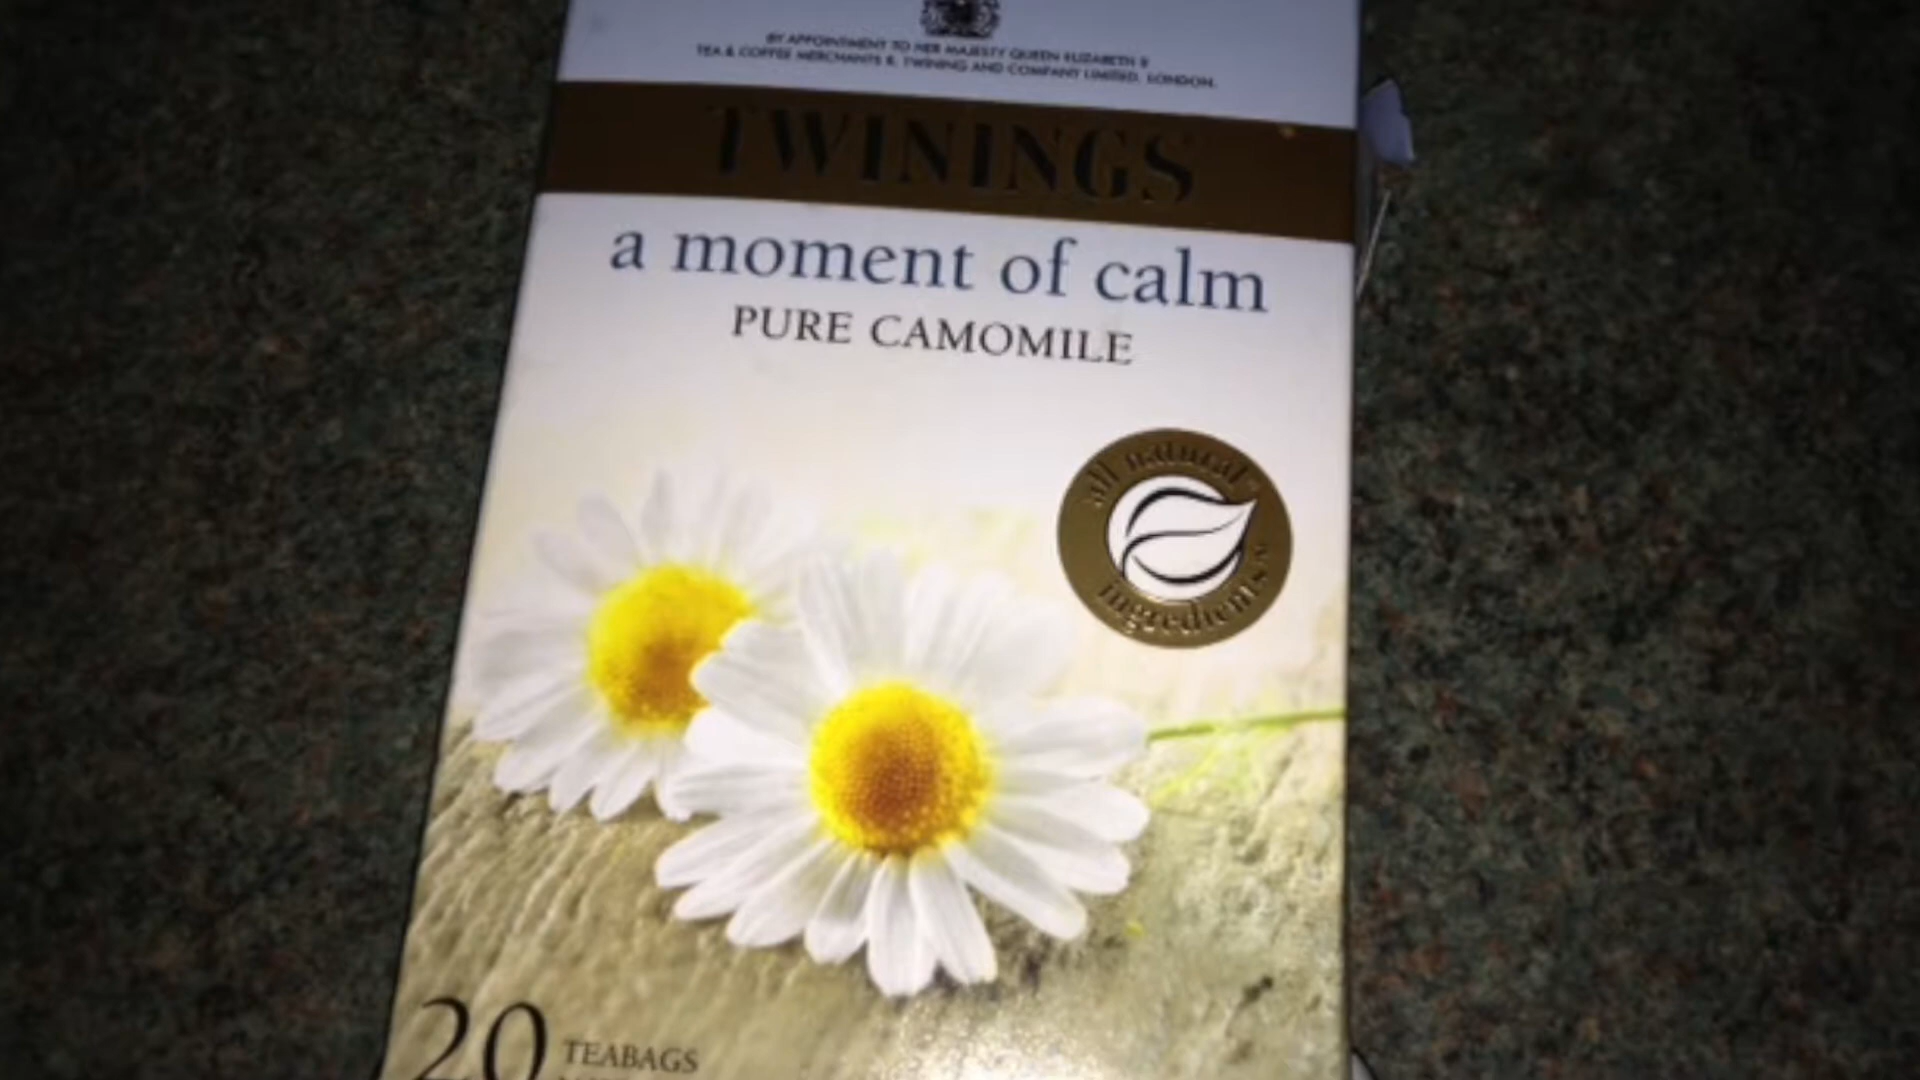 BY APPOINTMENT TO HER MAJESTY QUEEN ELIZABETH II
TEA & COFFEE MERCHANTS R. TWINING AND COMPANY LIMITED. LONDON.
TWININGS
a moment of calm
PURE CAMOMILE
all natural
ingredients
20 TEABAGS